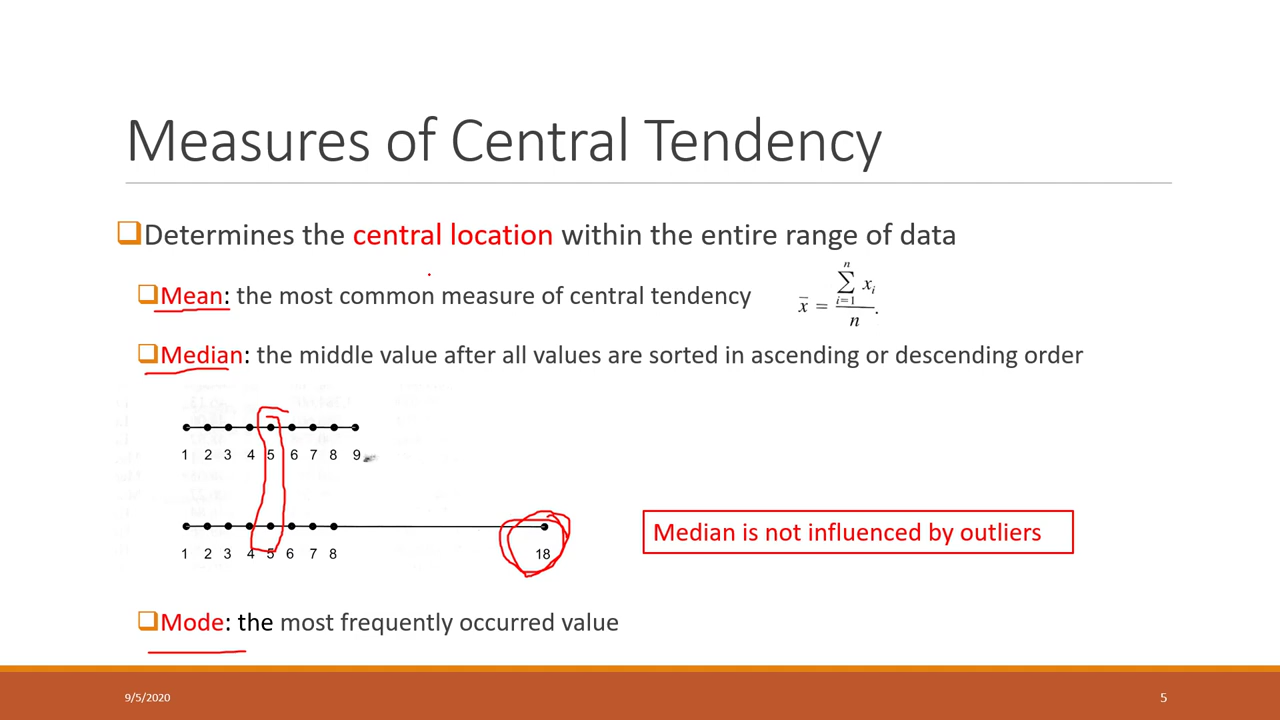 Measures of Central Tendency
❑Determines the central location within the entire range of data
❑Mean: the most common measure of central tendency
x̄ = ∑ᵢ₌₁ⁿ xᵢ / n.
❑Median: the middle value after all values are sorted in ascending or descending order
1 2 3 4 5 6 7 8 9
1 2 3 4 5 6 7 8 18
Median is not influenced by outliers
❑Mode: the most frequently occurred value
9/5/2020
5